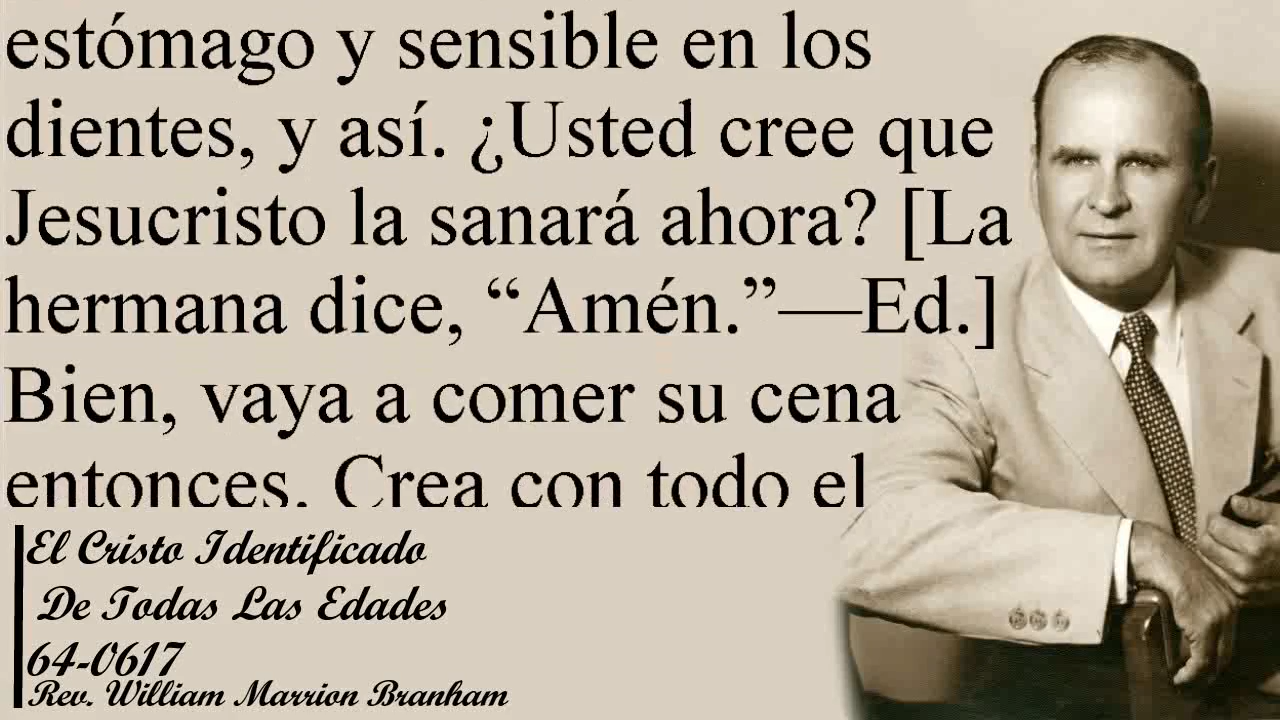 estómago y sensible en los
dientes, y así. ¿Usted cree que
Jesucristo la sanará ahora? [La
hermana dice, “Amén.”—Ed.]
Bien, vaya a comer su cena
entonces. Crea con todo el
El Cristo Identificado
De Todas Las Edades
64-0617
Rev. William Marrion Branham